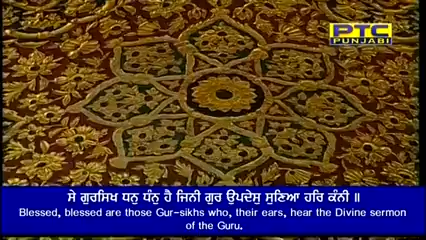 PTC
PUNJABI
ਸੇ ਗੁਰਸਿਖ ਧਨੁ ਧੰਨੁ ਹੈ ਜਿਨੀ ਗੁਰ ਉਪਦੇਸੁ ਸੁਣਿਆ ਹਰਿ ਕੰਨੀ ॥
Blessed, blessed are those Gur-sikhs who, their ears, hear the Divine sermon
of the Guru.